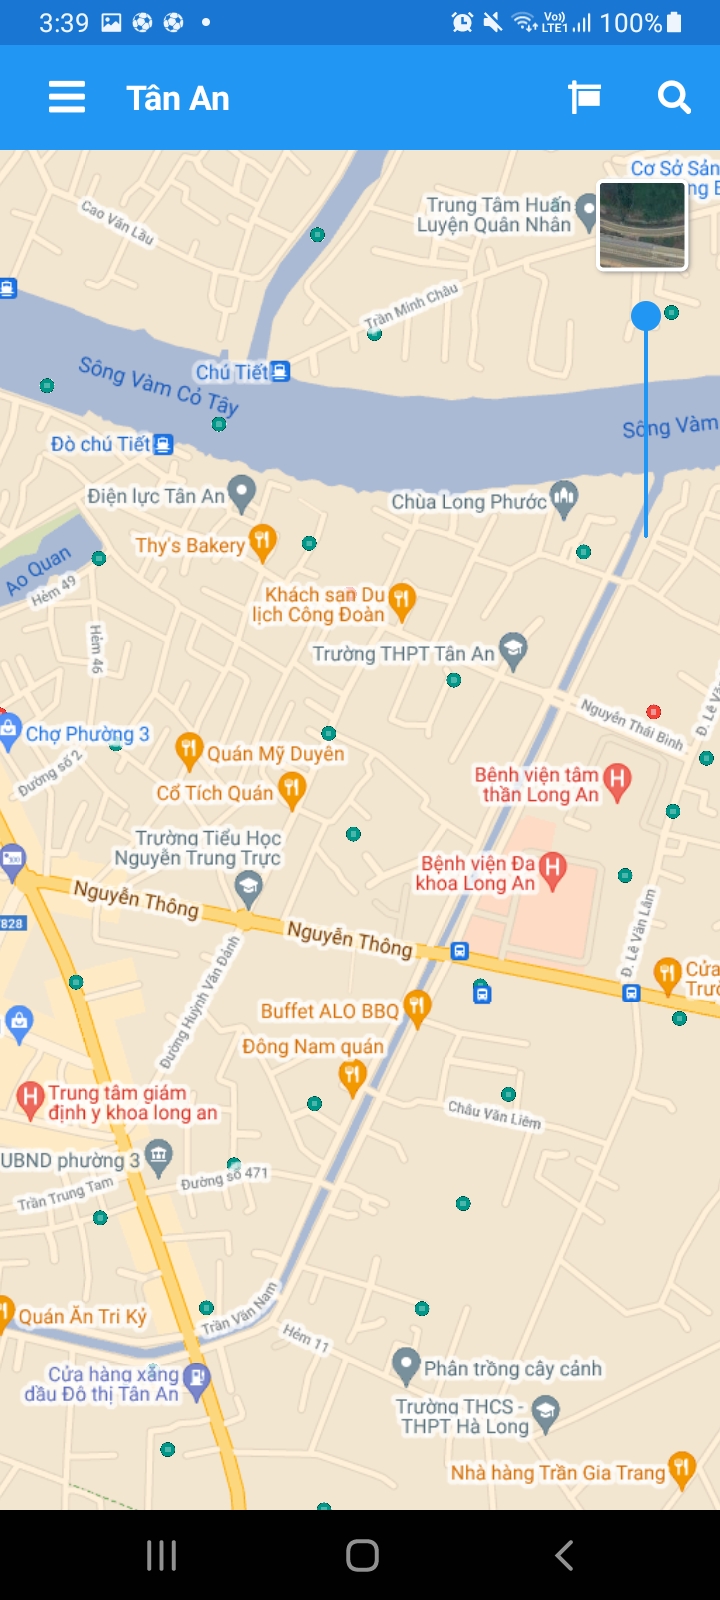 3:39
Vo))
LTE1
100%
Tân An
Cơ Sở Sản
Cao Văn Lầu
Trung Tâm Huấn
Luyện Quân Nhân
Trần Minh Châu
Chú Tiết
Sông Vàm Cỏ Tây
Sông Vàm
Đò chú Tiết
Điện lực Tân An
Chùa Long Phước
Thy's Bakery
Ao Quan
Hẻm 49
Khách sạn Du
lịch Công Đoàn
Hẻm 46
Trường THPT Tân An
Nguyễn Thái Bình
Đ. Lê Vă
Chợ Phường 3
Quán Mỹ Duyên
Đường số 2
Cổ Tích Quán
Bệnh viện tâm
thần Long An
Trường Tiểu Học
Nguyễn Trung Trực
Bệnh viện Đa
khoa Long An
Nguyễn Thông
Nguyễn Thông
828
Đ. Lê Văn Lâm
Cửa
Trườ
Đường Huỳnh Văn Đảnh
Buffet ALO BBQ
Đông Nam quán
Trung tâm giám
định y khoa long an
Châu Văn Liêm
UBND phường 3
Trần Trung Tam
Đường số 471
Quán Ăn Tri Kỷ
Trần Văn Nam
Hẻm 11
Cửa hàng xăng
dầu Đô thị Tân An
Phân trồng cây cảnh
Trường THCS -
THPT Hà Long
Nhà hàng Trần Gia Trang